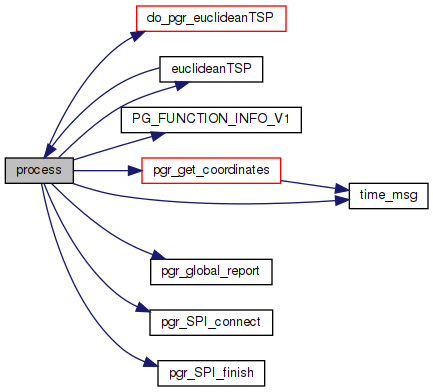 do_pgr_euclideanTSP
euclideanTSP
PG_FUNCTION_INFO_V1
process
pgr_get_coordinates
time_msg
pgr_global_report
pgr_SPI_connect
pgr_SPI_finish